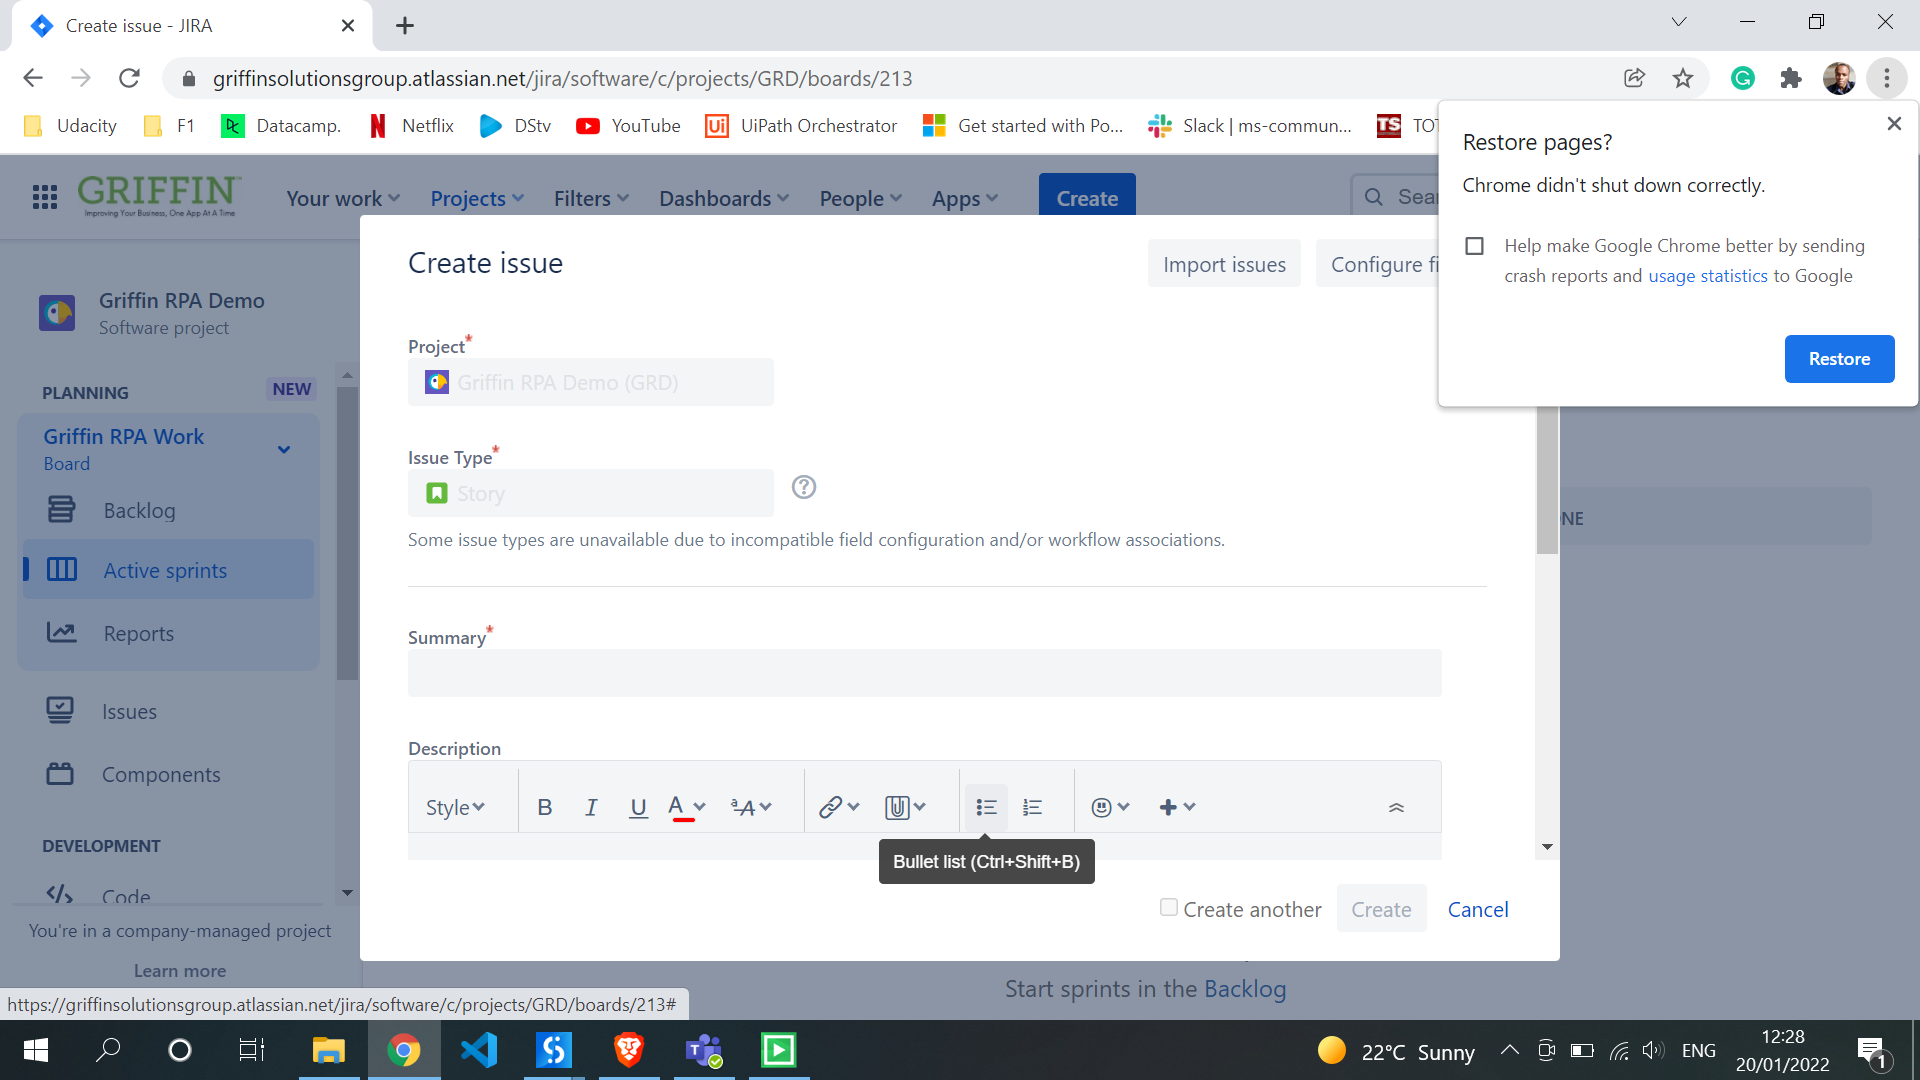 Create issue - JIRA
griffinsolutionsgroup.atlassian.net/jira/software/c/projects/GRD/boards/213
Udacity F1 Datacamp. Netflix DStv YouTube UiPath Orchestrator Get started with Po... Slack | ms-commun... TOT
Restore pages?
Chrome didn't shut down correctly.
Help make Google Chrome better by sending
crash reports and usage statistics to Google
Restore
GRIFFIN
Improving Your Business, One App At A Time
Your work Projects Filters Dashboards People Apps Create Sear
Griffin RPA Demo
Software project
PLANNING NEW
Griffin RPA Work
Board
Backlog
Active sprints
Reports
Issues
Components
DEVELOPMENT
Code
You're in a company-managed project
Learn more
Create issue
Import issues Configure fi
Project*
Griffin RPA Demo (GRD)
Issue Type*
Story
Some issue types are unavailable due to incompatible field configuration and/or workflow associations.
Summary*
Description
Style B I U A ªA
Bullet list (Ctrl+Shift+B)
Create another Create Cancel
NE
Start sprints in the Backlog
https://griffinsolutionsgroup.atlassian.net/jira/software/c/projects/GRD/boards/213#
22°C Sunny ENG
12:28
20/01/2022
1